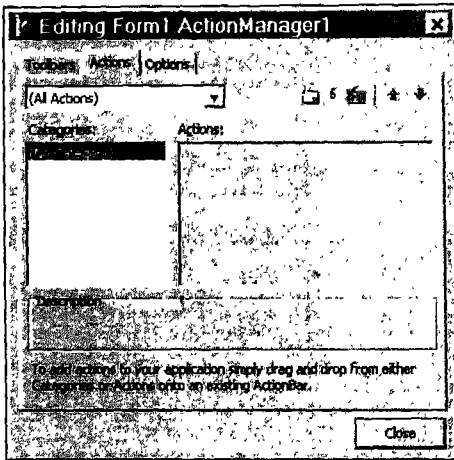 Editing Form1 ActionManager1
Toolbars Actions Options
(All Actions)
Categories: Actions:
Description
To add actions to your application simply drag and drop from either
Categories or Actions onto an existing ActionBar.
Close